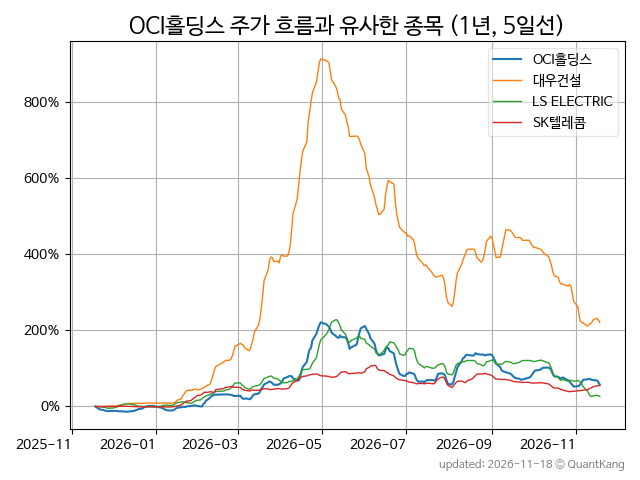 OCI홀딩스 주가 흐름과 유사한 종목 (1년, 5일선)
OCI홀딩스
대우건설
LS ELECTRIC
SK텔레콤
800%
600%
400%
200%
0%
2025-11 2026-01 2026-03 2026-05 2026-07 2026-09 2026-11
updated: 2026-11-18 © QuantKang